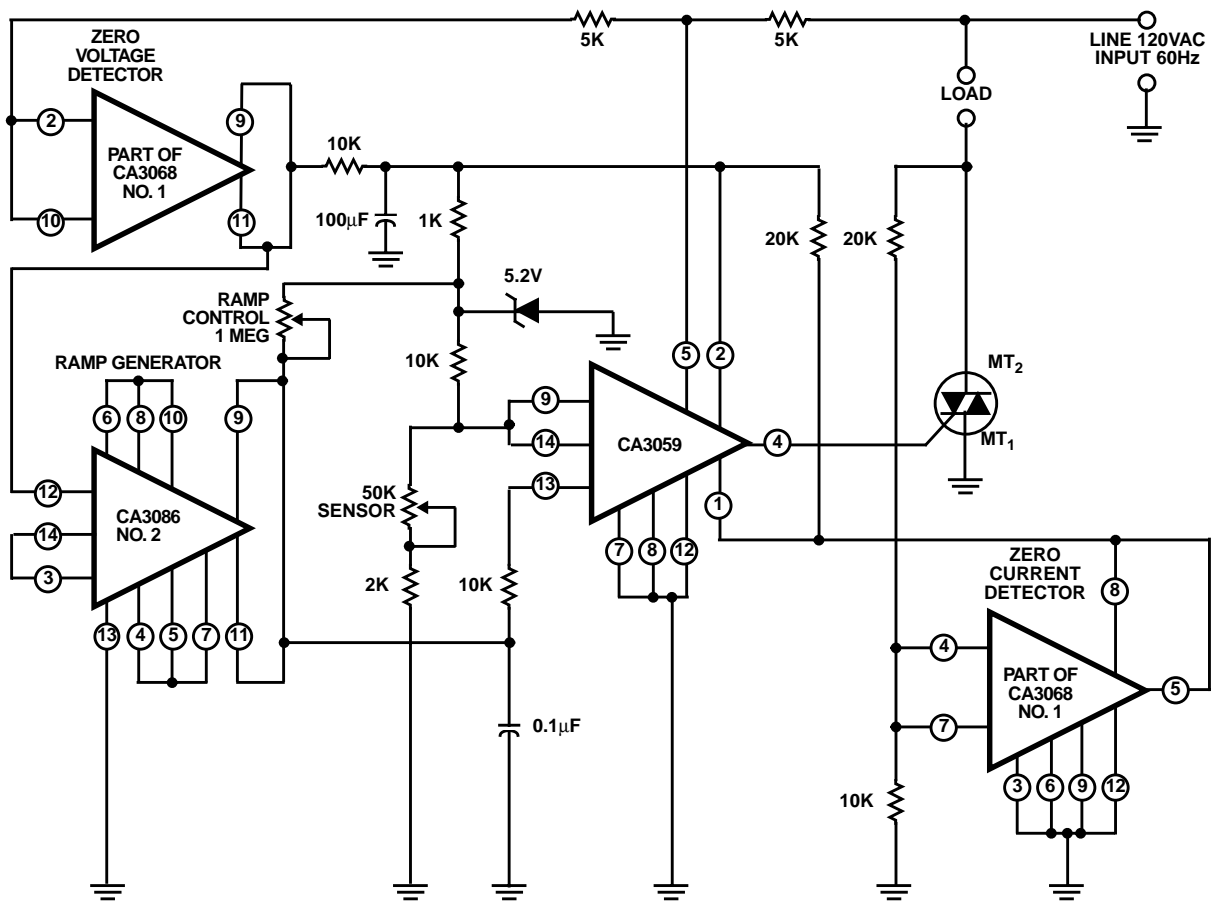 5K
5K
LINE 120VAC
INPUT 60Hz
ZERO
VOLTAGE
DETECTOR
LOAD
2
9
PART OF
CA3068
NO. 1
10
11
10K
100μF
1K
20K
20K
5.2V
RAMP
CONTROL
1 MEG
10K
5
2
MT2
MT1
RAMP GENERATOR
6
8
10
9
9
14
13
CA3059
4
1
12
14
3
CA3086
NO. 2
50K
SENSOR
7
8
12
ZERO
CURRENT
DETECTOR
8
2K
10K
13
4
5
7
11
4
7
PART OF
CA3068
NO. 1
5
0.1μF
10K
3
6
9
12